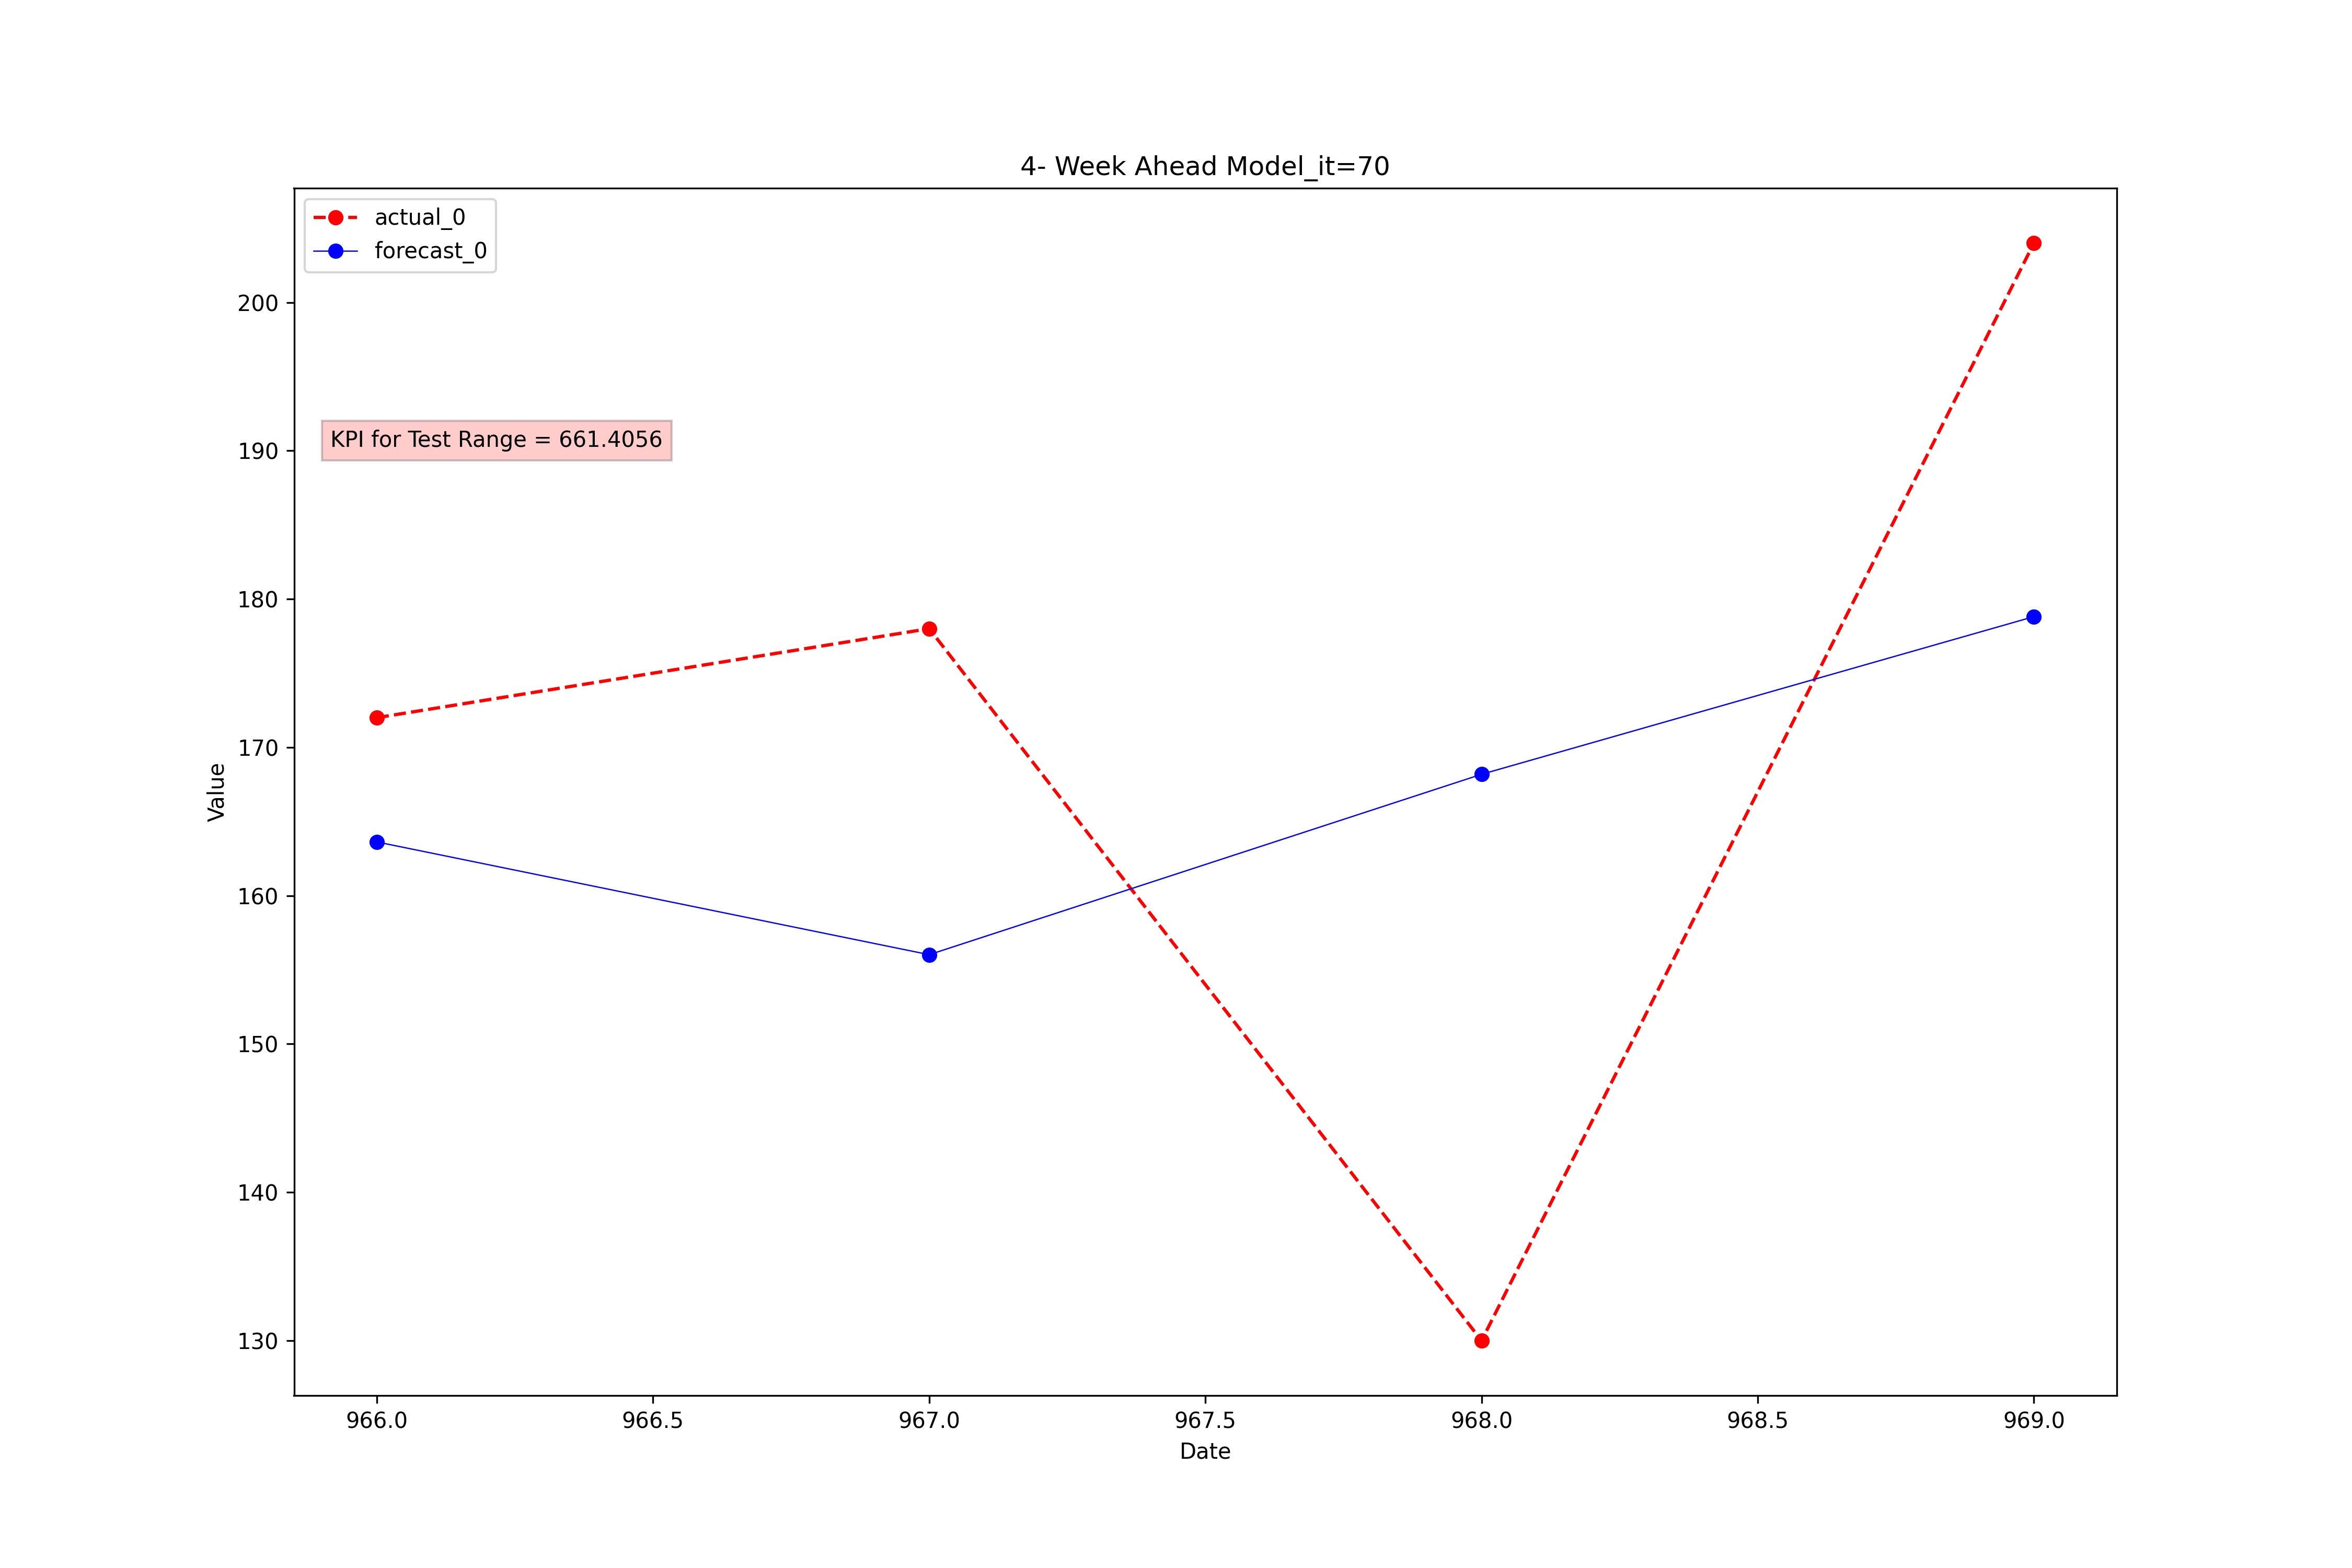 4- Week Ahead Model_it=70
actual_0
forecast_0
KPI for Test Range = 661.4056
200
190
180
170
160
150
140
130
Value
966.0 966.5 967.0 967.5 968.0 968.5 969.0
Date